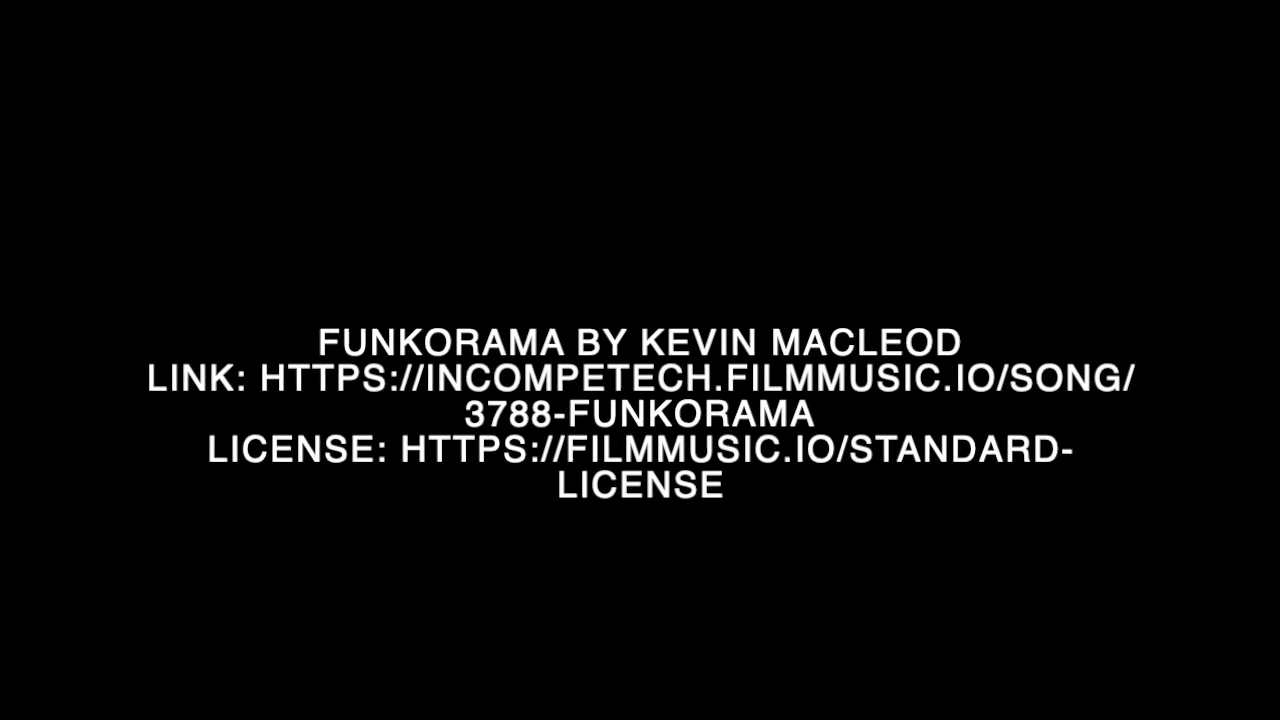 FUNKORAMA BY KEVIN MACLEOD
LINK: HTTPS://INCOMPETECH.FILMMUSIC.IO/SONG/
3788-FUNKORAMA
LICENSE: HTTPS://FILMMUSIC.IO/STANDARD-
LICENSE